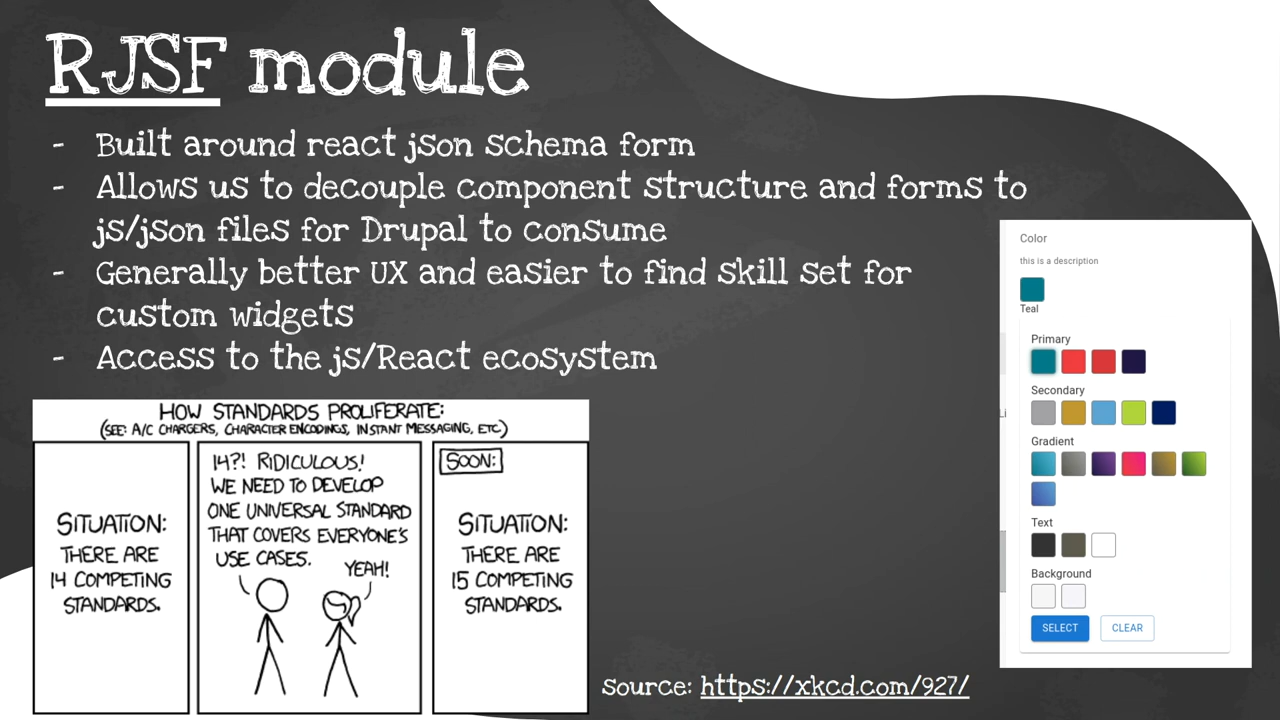 RJSF module
- Built around react json schema form
- Allows us to decouple component structure and forms to
js/json files for Drupal to consume
- Generally better UX and easier to find skill set for
custom widgets
- Access to the js/React ecosystem
HOW STANDARDS PROLIFERATE:
(SEE: A/C CHARGERS, CHARACTER ENCODINGS, INSTANT MESSAGING, ETC.)
SITUATION:
THERE ARE
14 COMPETING
STANDARDS.
14?! RIDICULOUS!
WE NEED TO DEVELOP
ONE UNIVERSAL STANDARD
THAT COVERS EVERYONE'S
USE CASES.
YEAH!
SOON:
SITUATION:
THERE ARE
15 COMPETING
STANDARDS.
source: https://xkcd.com/927/
Color
this is a description
Teal
Primary
Secondary
Gradient
Text
Background
SELECT
CLEAR
Li